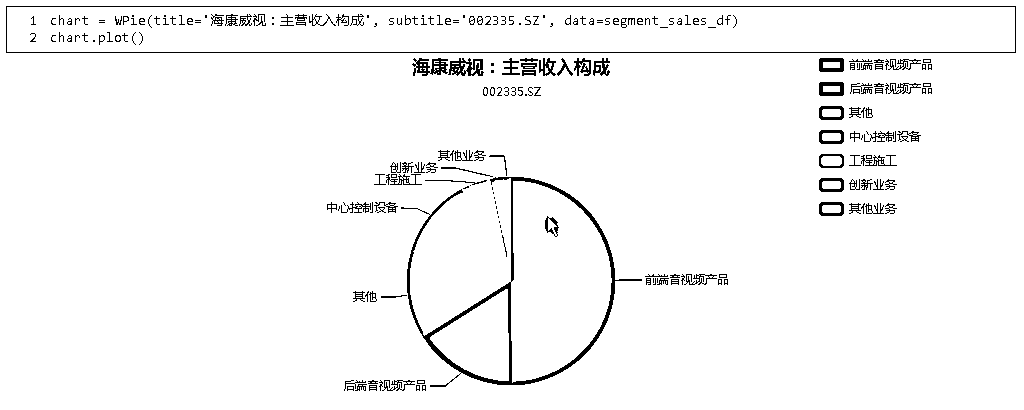 1 chart = WPie(title='海康威视：主营收入构成', subtitle='002335.SZ', data=segment_sales_df)
2 chart.plot()
海康威视：主营收入构成
002335.SZ
前端音视频产品
后端音视频产品
其他
中心控制设备
工程施工
创新业务
其他业务
其他业务
创新业务
工程施工
中心控制设备
前端音视频产品
其他
后端音视频产品